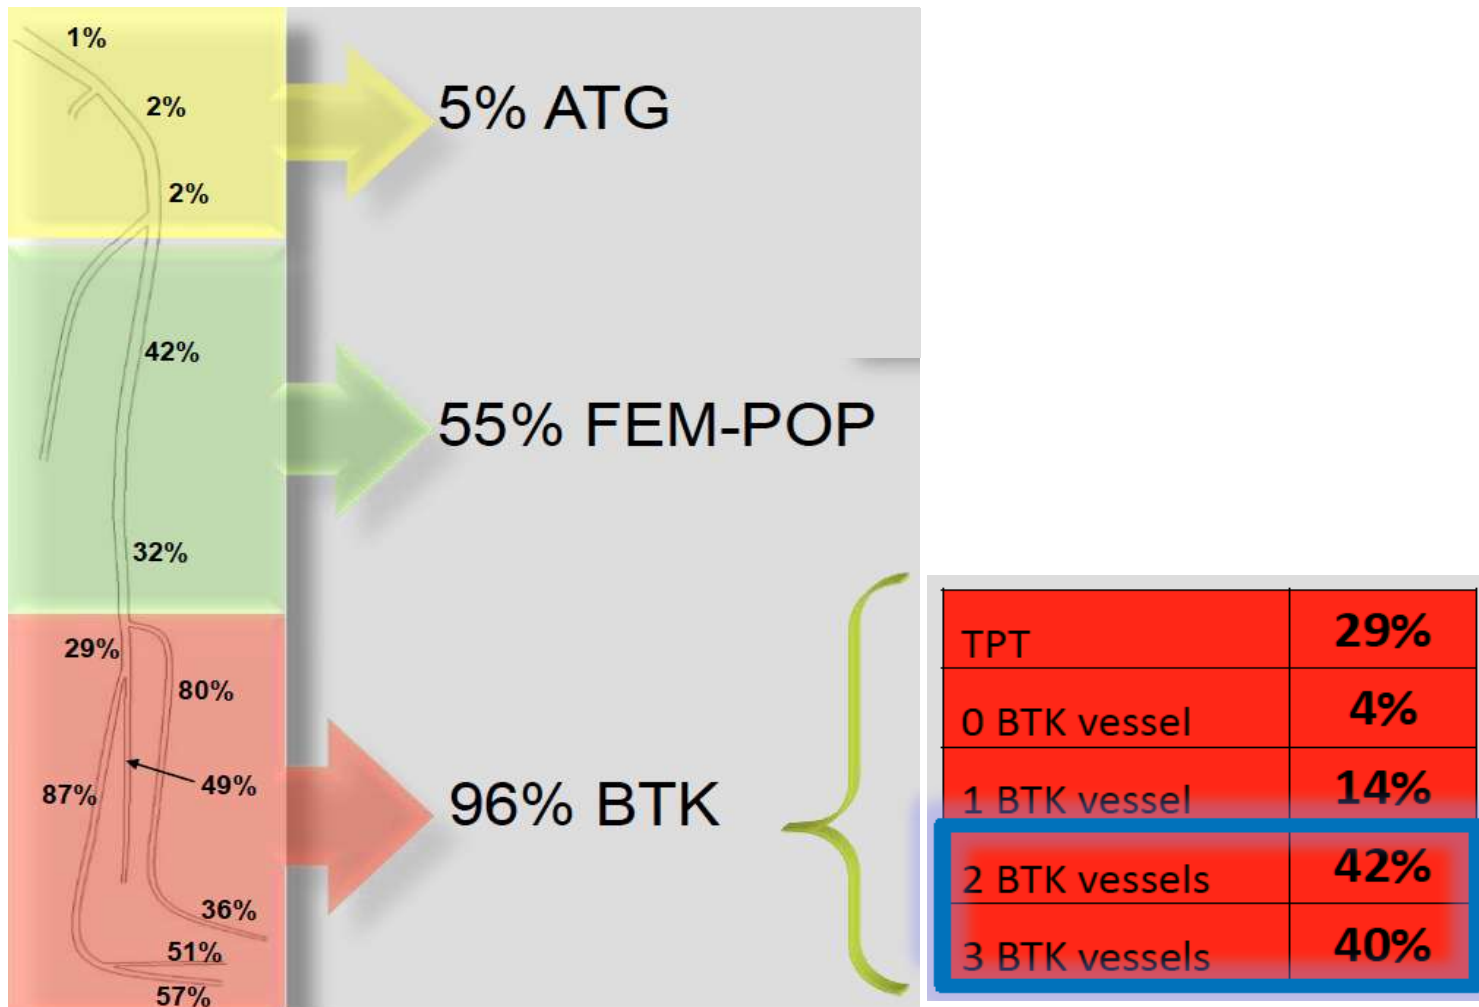 1%
2%
5% ATG
2%
42%
55% FEM-POP
32%
29%
80%
49%
87%
96% BTK
36%
51%
57%
TPT 29%
0 BTK vessel 4%
1 BTK vessel 14%
2 BTK vessels 42%
3 BTK vessels 40%